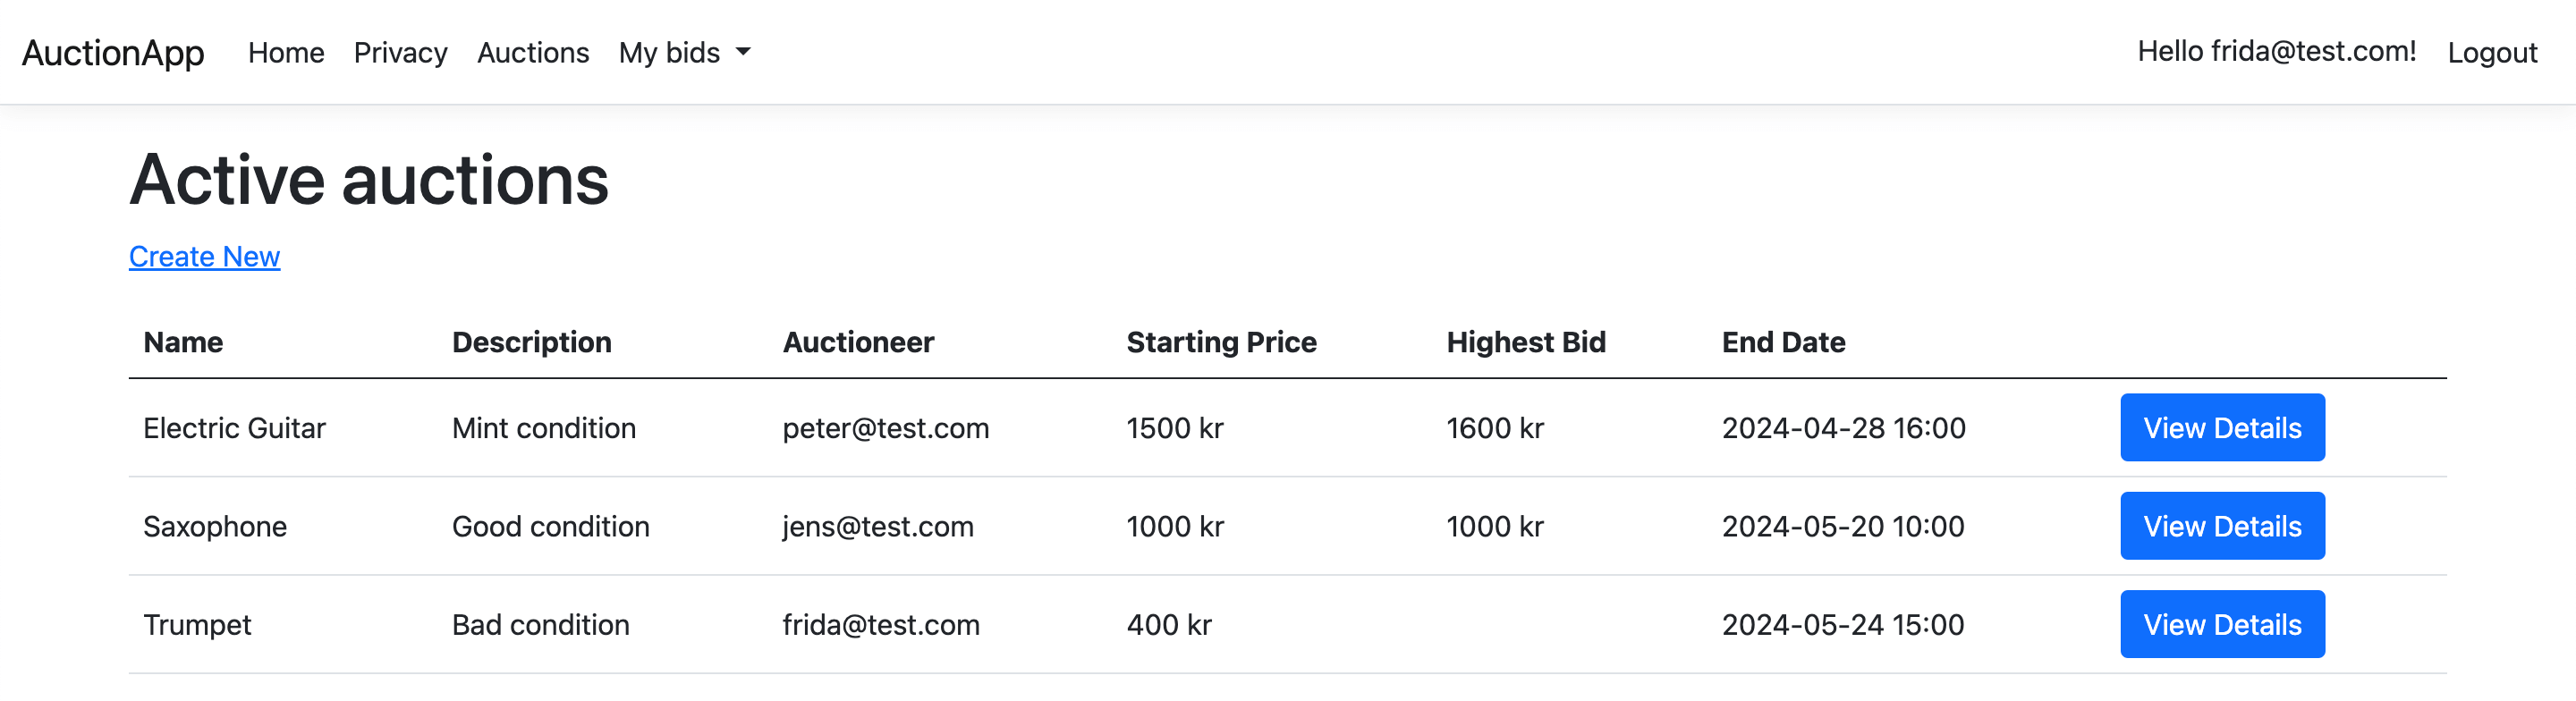 AuctionApp Home Privacy Auctions My bids Hello frida@test.com! Logout
Active auctions
Create New
Name Description Auctioneer Starting Price Highest Bid End Date
Electric Guitar Mint condition peter@test.com 1500 kr 1600 kr 2024-04-28 16:00 View Details
Saxophone Good condition jens@test.com 1000 kr 1000 kr 2024-05-20 10:00 View Details
Trumpet Bad condition frida@test.com 400 kr 2024-05-24 15:00 View Details